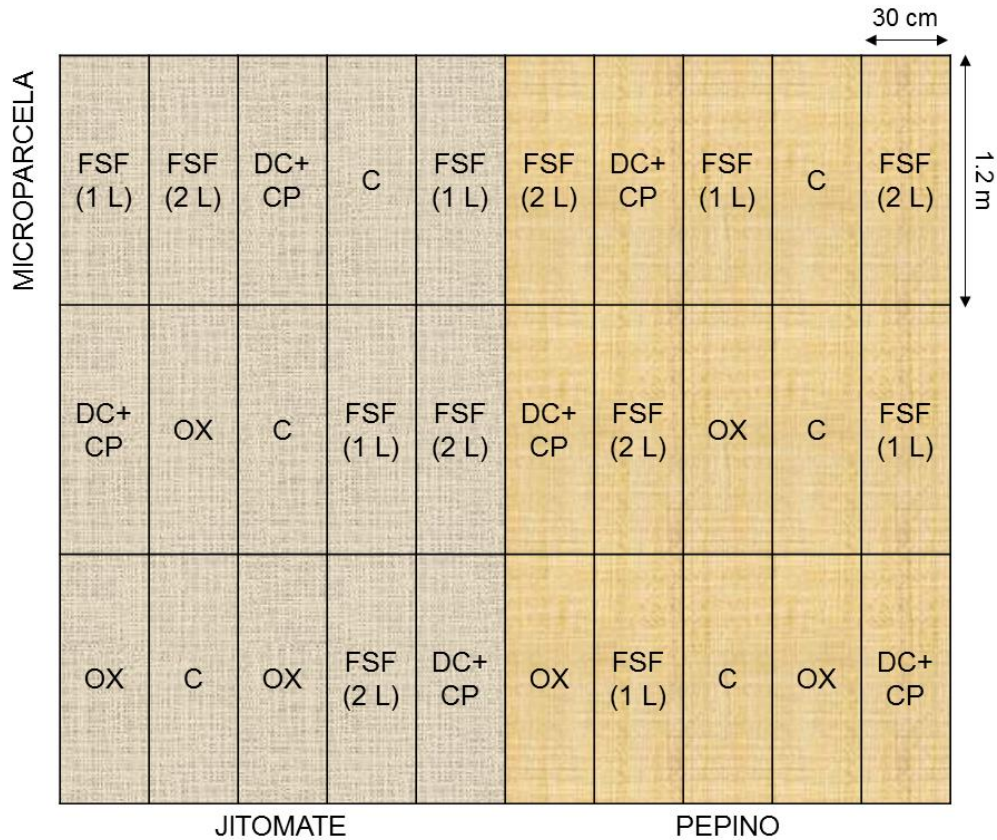 30 cm
MICROPARCELA
1.2 m
FSF
(1 L)
FSF
(2 L)
DC+
CP
C
FSF
(1 L)
FSF
(2 L)
DC+
CP
FSF
(1 L)
C
FSF
(2 L)
DC+
CP
OX
C
FSF
(1 L)
FSF
(2 L)
DC+
CP
FSF
(2 L)
OX
C
FSF
(1 L)
OX
C
OX
FSF
(2 L)
DC+
CP
OX
FSF
(1 L)
C
OX
DC+
CP
JITOMATE
PEPINO